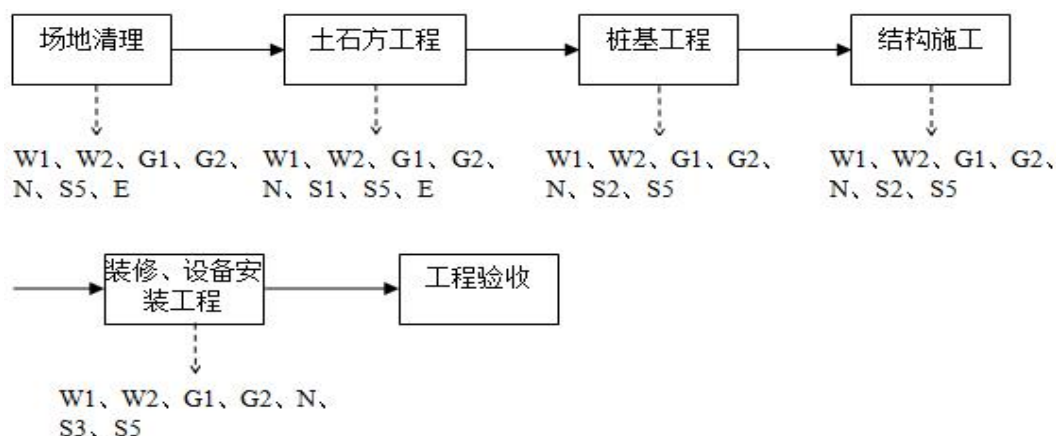 场地清理
土石方工程
桩基工程
结构施工
W1、W2、G1、G2、
N、S5、E
W1、W2、G1、G2、
N、S1、S5、E
W1、W2、G1、G2、
N、S2、S5
W1、W2、G1、G2、
N、S2、S5
装修、设备安
装工程
工程验收
W1、W2、G1、G2、N、
S3、S5